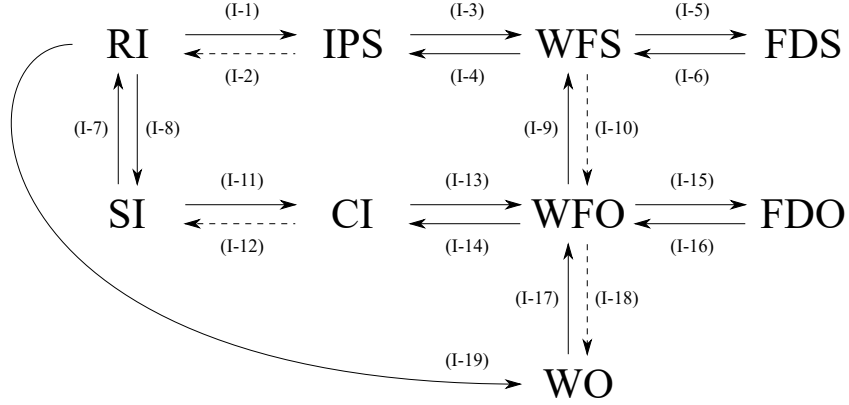 (I-1) (I-3) (I-5)
RI IPS WFS FDS
(I-2) (I-4) (I-6)
(I-7) (I-8) (I-9) (I-10)
(I-11) (I-13) (I-15)
SI CI WFO FDO
(I-12) (I-14) (I-16)
(I-17) (I-18)
(I-19)
WO